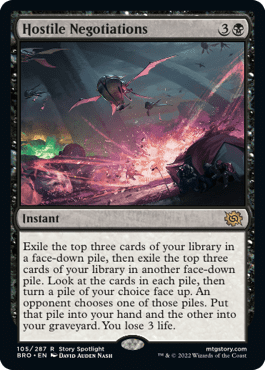 Hostile Negotiations 3
Instant
Exile the top three cards of your library
in a face-down pile, then exile the top three
cards of your library in another face-down
pile. Look at the cards in each pile, then
turn a pile of your choice face up. An
opponent chooses one of those piles. Put
that pile into your hand and the other into
your graveyard. You lose 3 life.
105/287 R Story Spotlight
BRO • EN DAVID AUDEN NASH
mtgstory.com
™ & © 2022 Wizards of the Coast